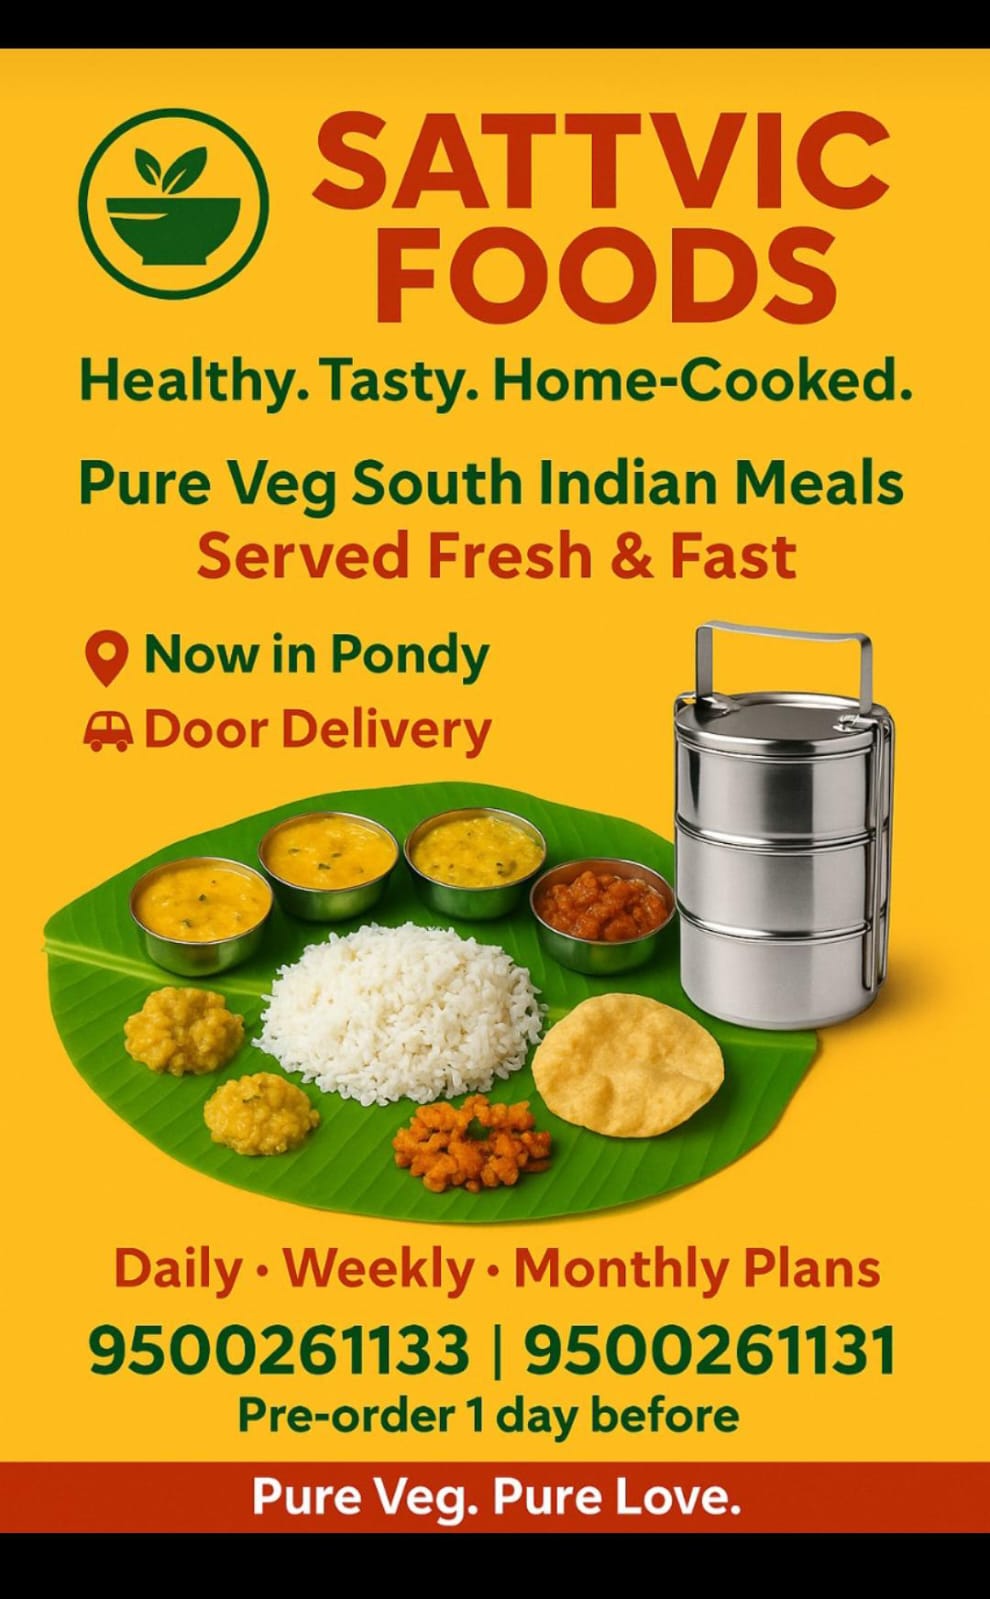 SATTVIC
FOODS
Healthy. Tasty. Home-Cooked.
Pure Veg South Indian Meals
Served Fresh & Fast
Now in Pondy
Door Delivery
Daily · Weekly · Monthly Plans
9500261133 | 9500261131
Pre-order 1 day before
Pure Veg. Pure Love.